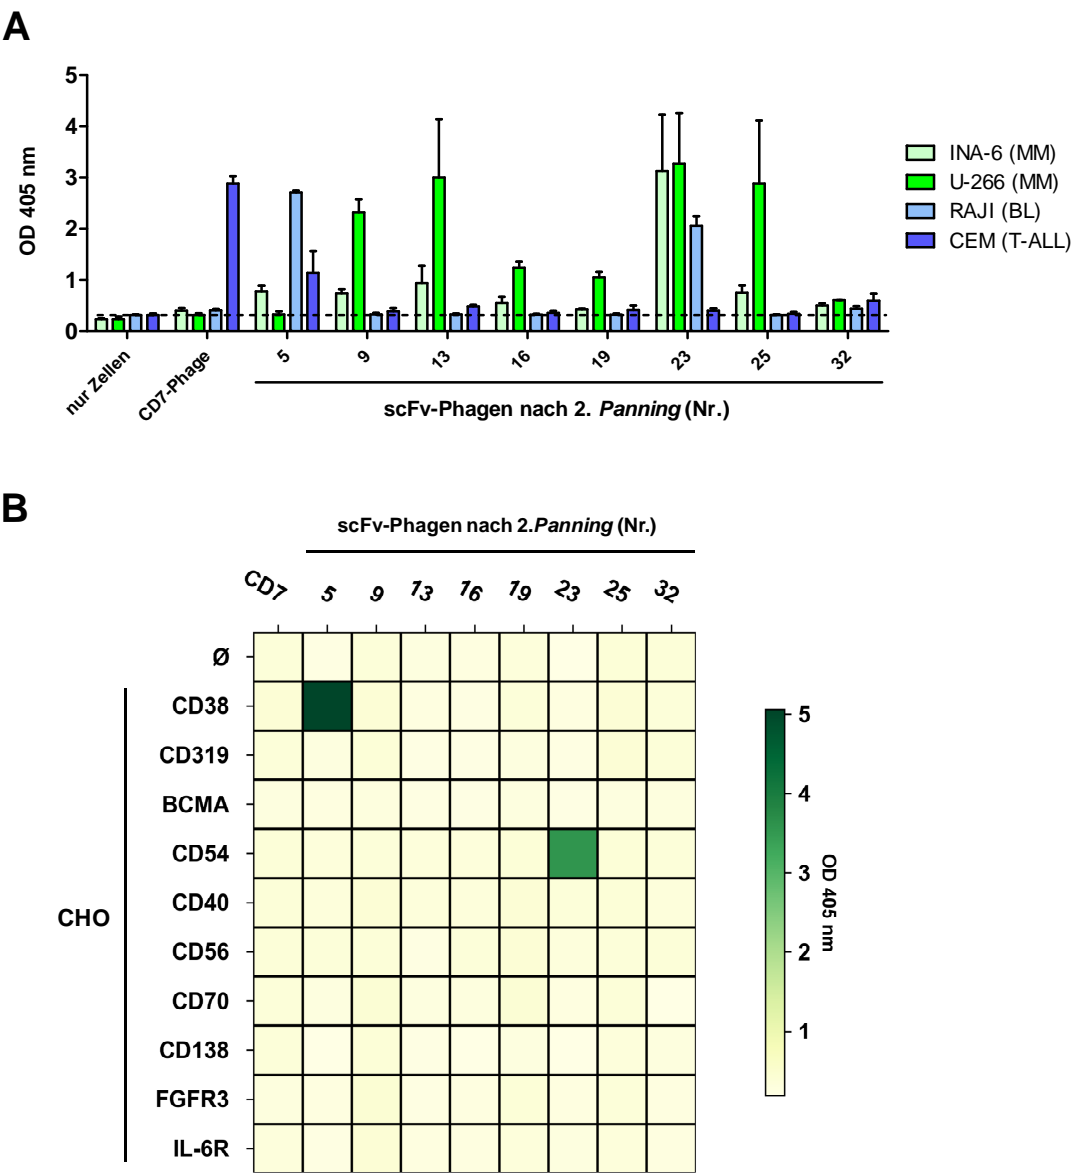 A
5
4
3
2
1
0
OD 405 nm
INA-6 (MM)
U-266 (MM)
RAJI (BL)
CEM (T-ALL)
nur Zellen
CD7-Phage
5
9
13
16
19
23
25
32
scFv-Phagen nach 2. Panning (Nr.)
B
scFv-Phagen nach 2.Panning (Nr.)
CD7
5
9
13
16
19
23
25
32
Ø
CD38
CD319
BCMA
CD54
CD40
CD56
CD70
CD138
FGFR3
IL-6R
CHO
5
4
3
2
1
OD 405 nm